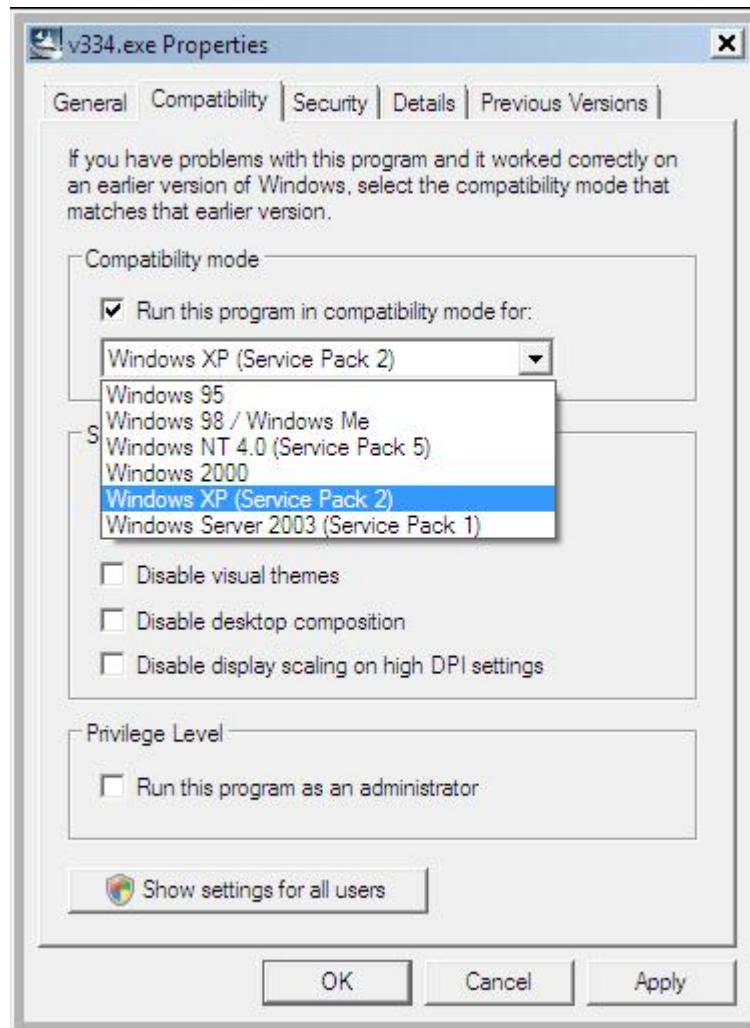 v334.exe Properties
General Compatibility Security Details Previous Versions
If you have problems with this program and it worked correctly on
an earlier version of Windows, select the compatibility mode that
matches that earlier version.
Compatibility mode
Run this program in compatibility mode for:
Windows XP (Service Pack 2)
Windows 95
Windows 98 / Windows Me
Windows NT 4.0 (Service Pack 5)
Windows 2000
Windows XP (Service Pack 2)
Windows Server 2003 (Service Pack 1)
Disable visual themes
Disable desktop composition
Disable display scaling on high DPI settings
Privilege Level
Run this program as an administrator
Show settings for all users
OK Cancel Apply